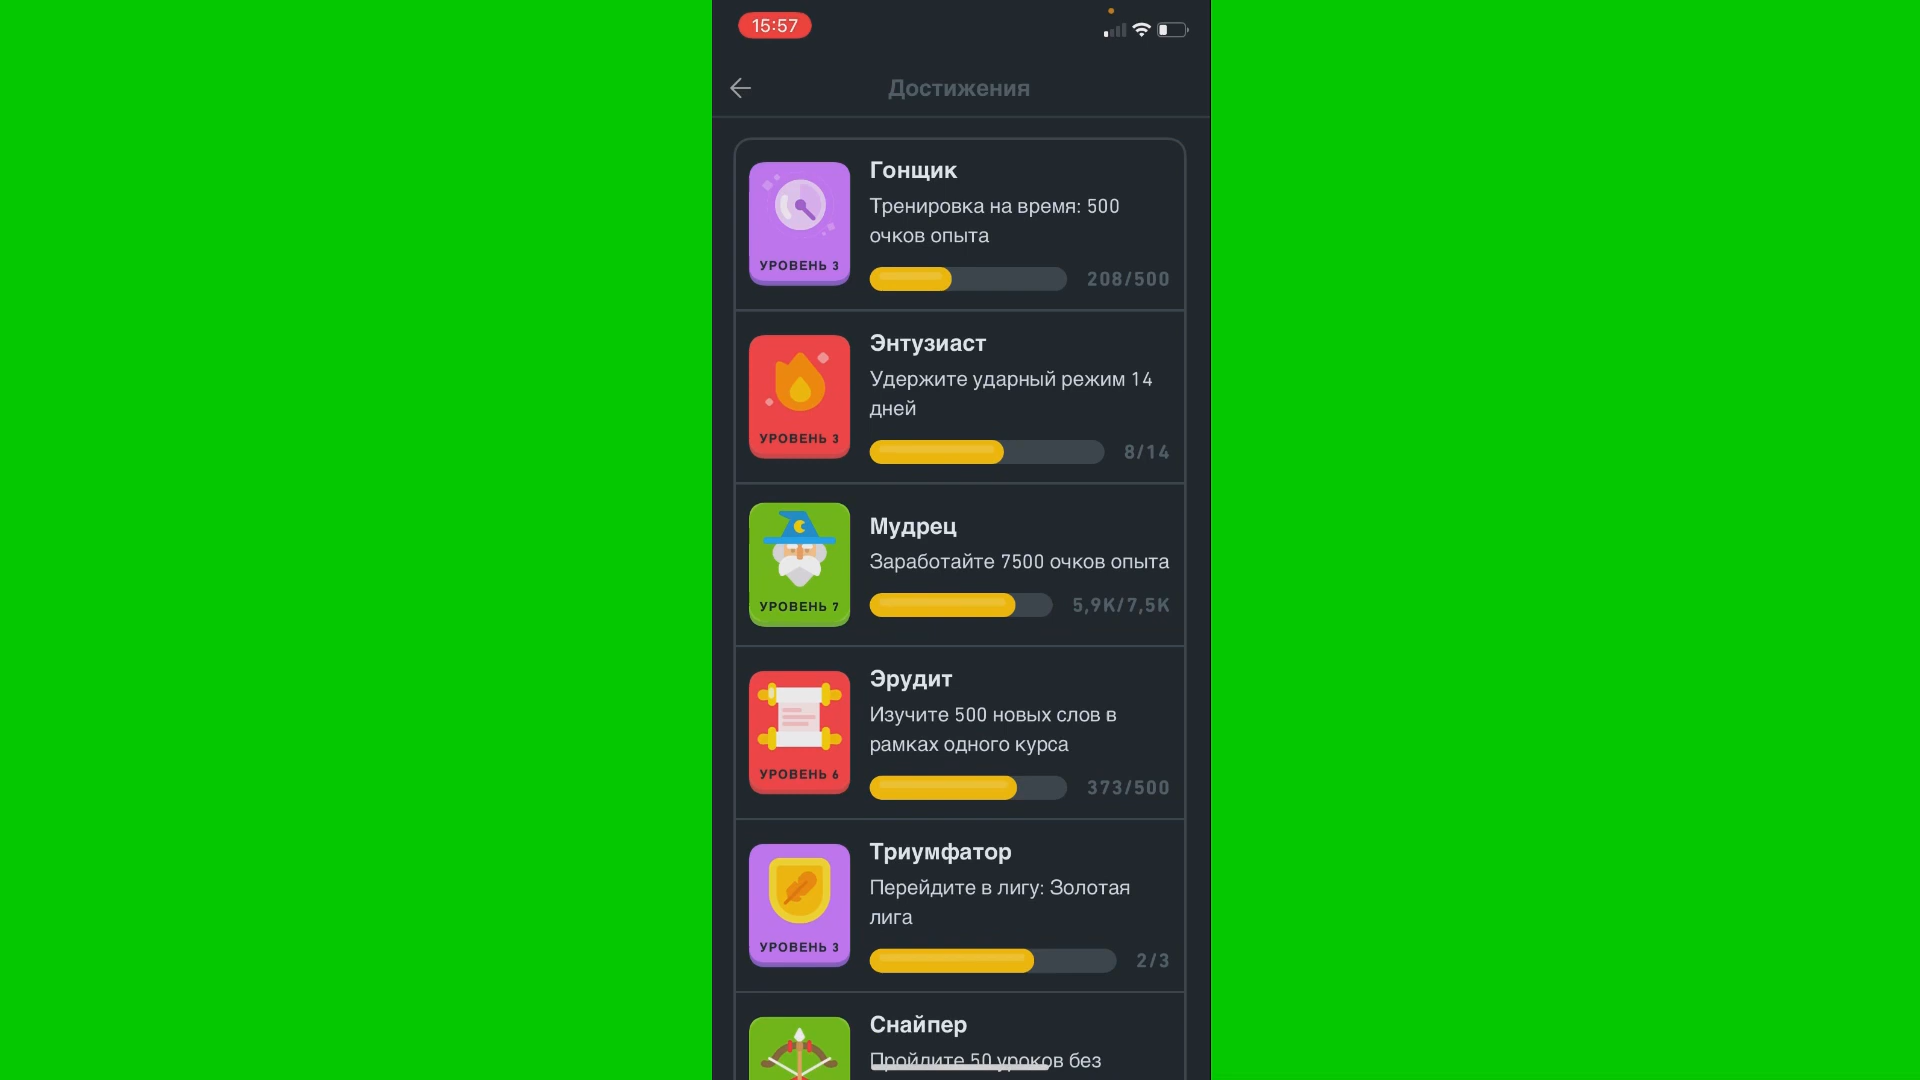 15:57
Достижения
Гонщик
Тренировка на время: 500
очков опыта
УРОВЕНЬ 3
208/500
Энтузиаст
Удержите ударный режим 14
дней
УРОВЕНЬ 3
8/14
Мудрец
Заработайте 7500 очков опыта
УРОВЕНЬ 7
5,9K/7,5K
Эрудит
Изучите 500 новых слов в
рамках одного курса
УРОВЕНЬ 6
373/500
Триумфатор
Перейдите в лигу: Золотая
лига
УРОВЕНЬ 3
2/3
Снайпер
Пройдите 50 уроков без